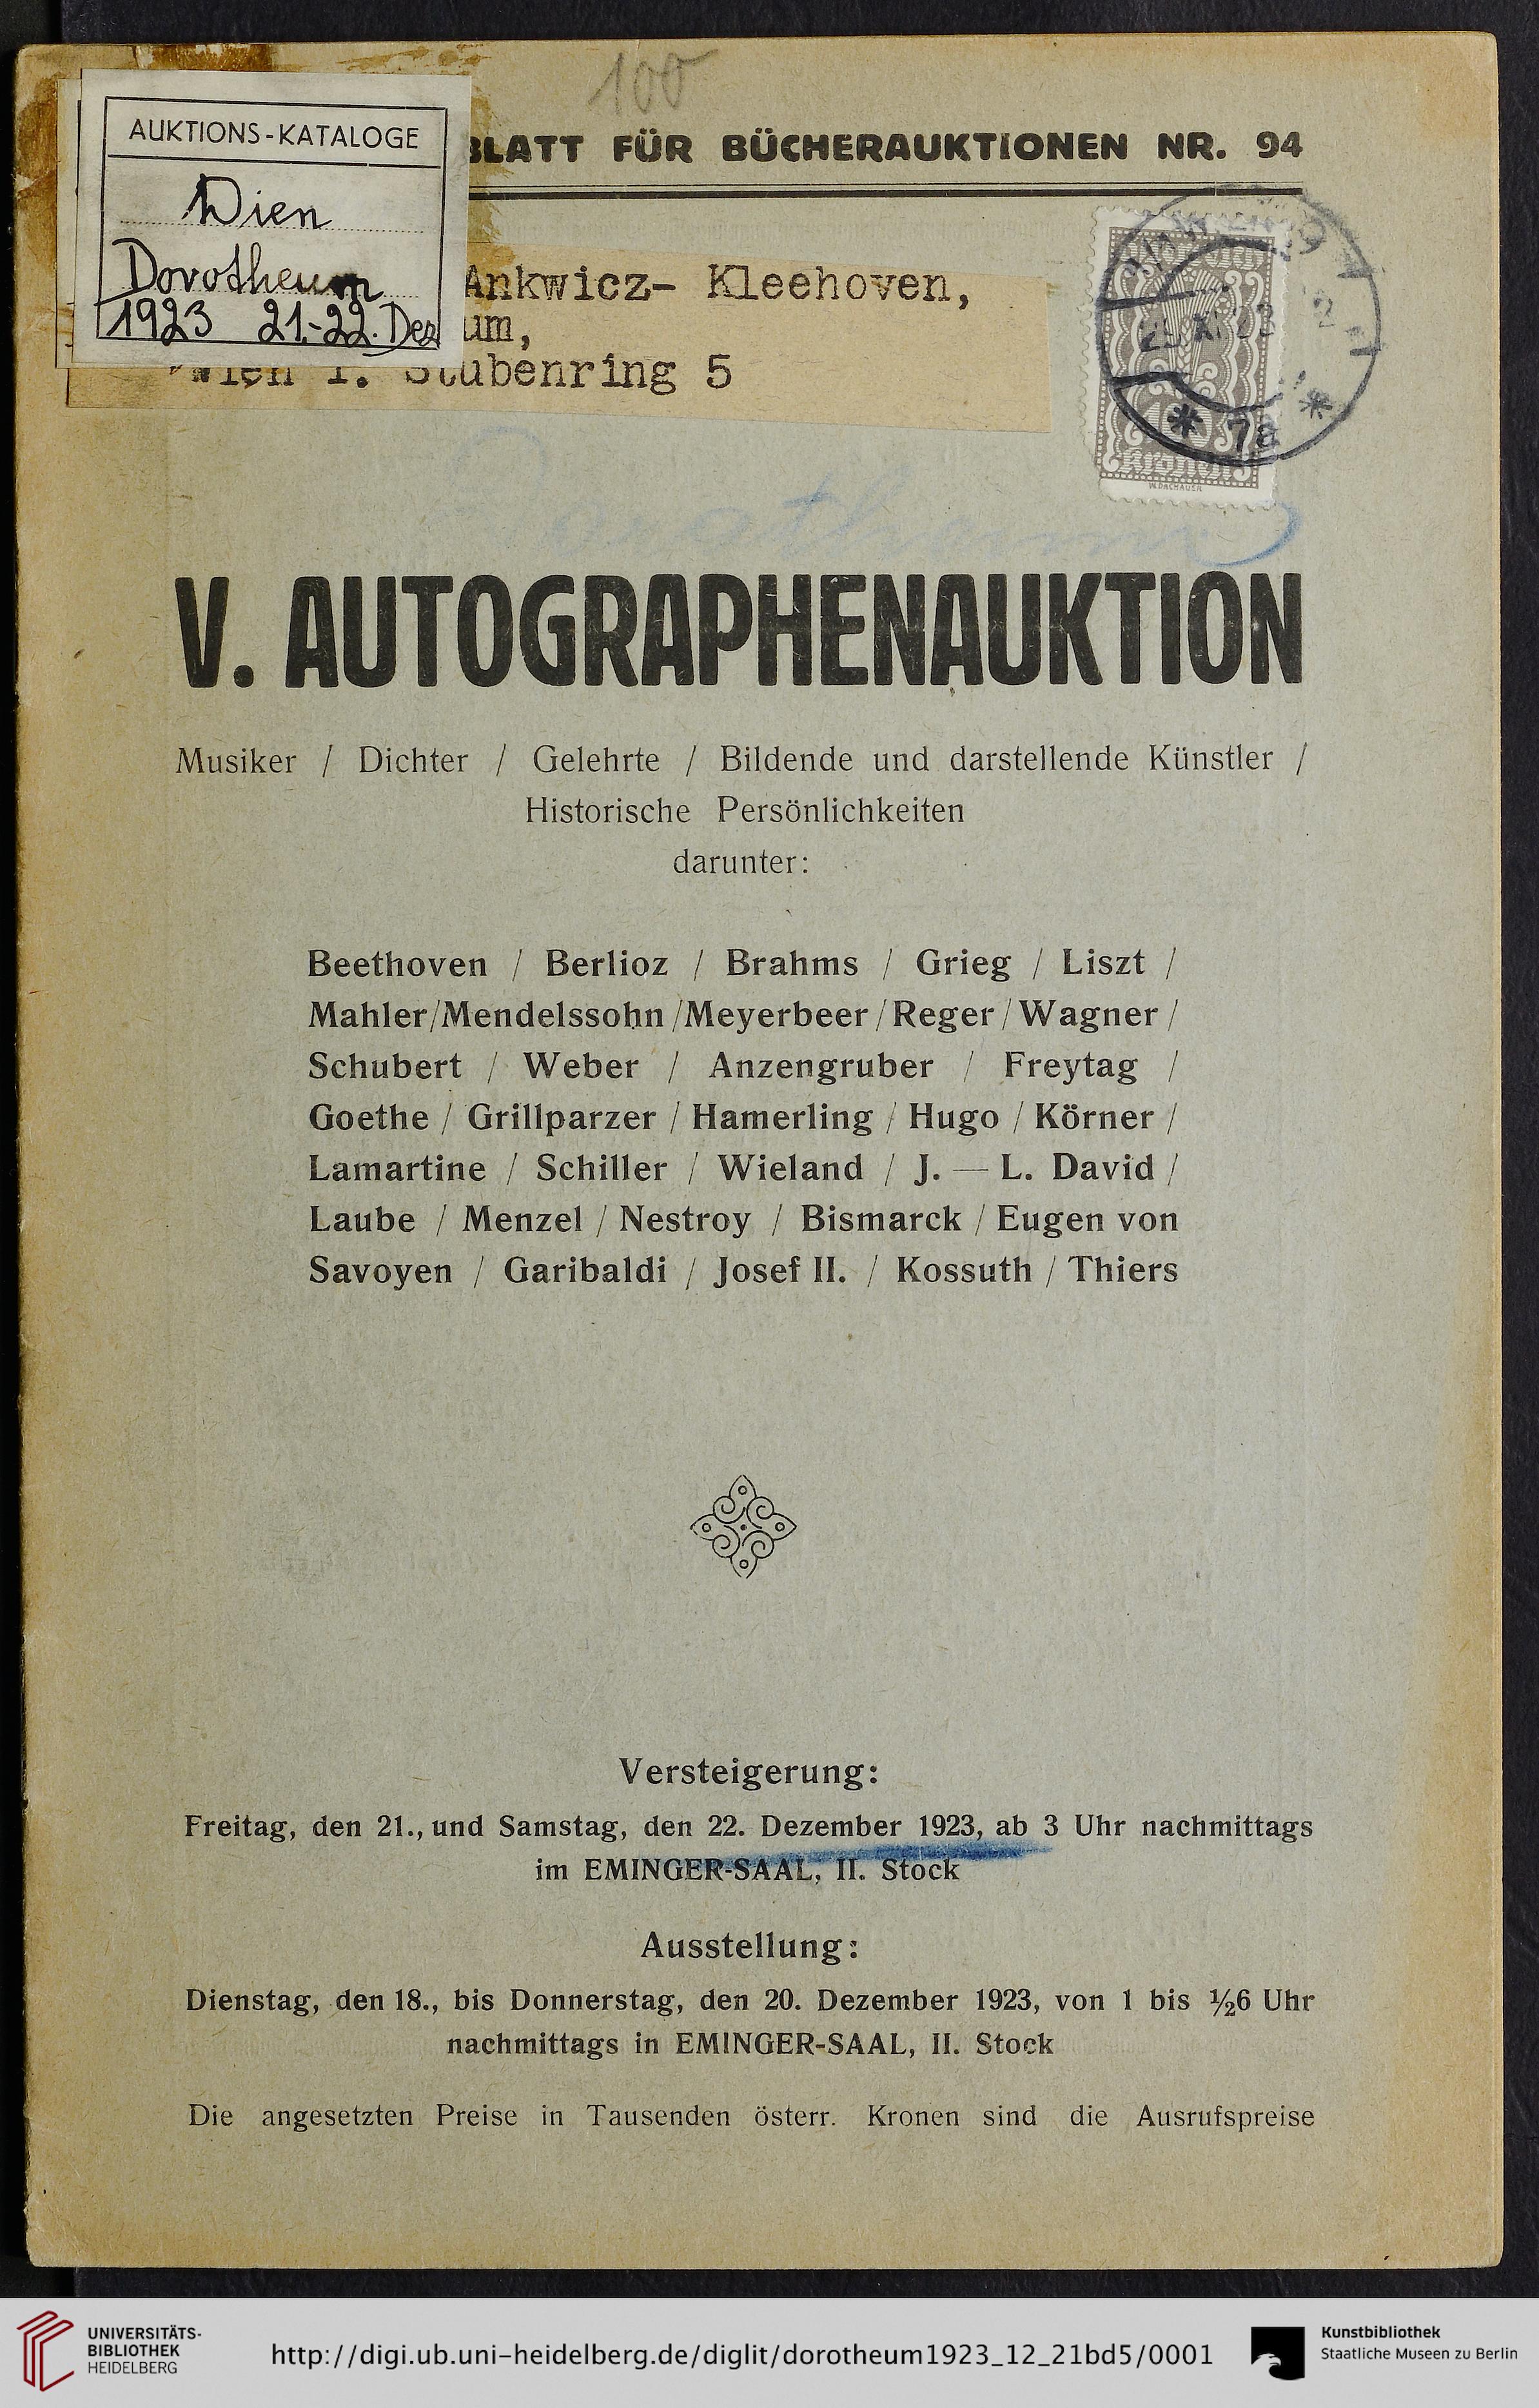 100
AUKTIONS-KATALOGE
Wien
Dorotheum
1923 21.-22. Dez
BLATT FÜR BÜCHERAUKTIONEN NR. 94
Ankwicz- Kleehoven,
um,
Wien I. Stubenring 5
Kronen
W. DACHAUER
7a
Dorotheum
V. AUTOGRAPHENAUKTION
Musiker / Dichter / Gelehrte / Bildende und darstellende Künstler /
Historische Persönlichkeiten
darunter:
Beethoven / Berlioz / Brahms / Grieg / Liszt /
Mahler/Mendelssohn/Meyerbeer/Reger/Wagner/
Schubert / Weber / Anzengruber / Freytag /
Goethe / Grillparzer / Hamerling / Hugo / Körner /
Lamartine / Schiller / Wieland / J. — L. David /
Laube / Menzel / Nestroy / Bismarck / Eugen von
Savoyen / Garibaldi / Josef II. / Kossuth / Thiers
Versteigerung:
Freitag, den 21., und Samstag, den 22. Dezember 1923, ab 3 Uhr nachmittags
im EMINGER-SAAL, II. Stock
Ausstellung:
Dienstag, den 18., bis Donnerstag, den 20. Dezember 1923, von 1 bis ½6 Uhr
nachmittags in EMINGER-SAAL, II. Stock
Die angesetzten Preise in Tausenden österr. Kronen sind die Ausrufspreise
UNIVERSITÄTS-
BIBLIOTHEK
HEIDELBERG
http://digi.ub.uni-heidelberg.de/diglit/dorotheum1923_12_21bd5/0001
Kunstbibliothek
Staatliche Museen zu Berlin